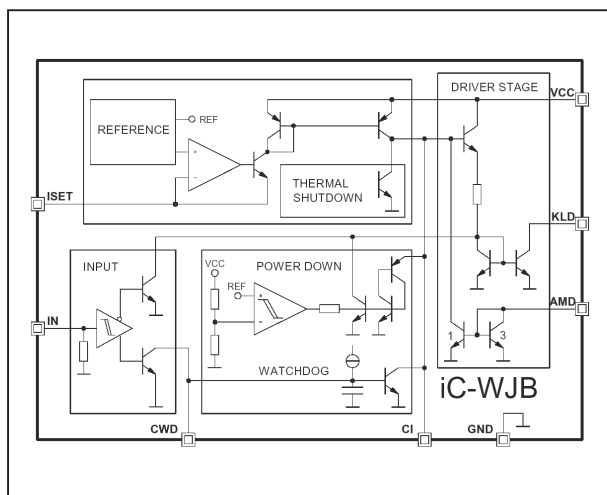 DRIVER STAGE
VCC
REFERENCE
REF
THERMAL
SHUTDOWN
ISET
KLD
INPUT
VCC
POWER DOWN
REF
AMD
IN
1
3
WATCHDOG
iC-WJB
CWD
CI
GND
+
−
+
−